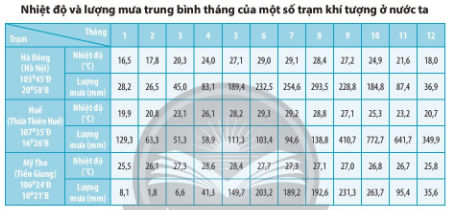 Nhiệt độ và lượng mưa trung bình tháng của một số trạm khí tượng ở nước ta
Trạm Tháng 1 2 3 4 5 6 7 8 9 10 11 12
Hà Đông (Hà Nội) 105°45'Đ 20°58'B
Nhiệt độ (°C) 16,5 17,8 20,3 24,0 27,1 29,0 29,1 28,4 27,2 24,9 21,6 18,0
Lượng mưa (mm) 28,2 26,5 45,0 83,1 189,4 232,5 254,6 293,5 228,8 184,8 87,4 36,9
Huế (Thừa Thiên Huế) 107°35'Đ 16°26'B
Nhiệt độ (°C) 19,9 20,8 23,1 26,1 28,2 29,3 29,2 28,8 27,1 25,3 23,2 20,7
Lượng mưa (mm) 129,3 63,3 51,3 58,9 111,3 103,4 94,6 138,8 410,7 772,7 641,7 349,9
Mỹ Tho (Tiền Giang) 106°24'Đ 10°21'B
Nhiệt độ (°C) 25,5 26,1 27,3 28,6 28,4 27,7 27,3 27,1 27,0 26,8 26,7 25,8
Lượng mưa (mm) 8,1 1,8 6,6 41,3 149,7 203,2 189,2 192,6 231,3 263,7 95,4 35,6